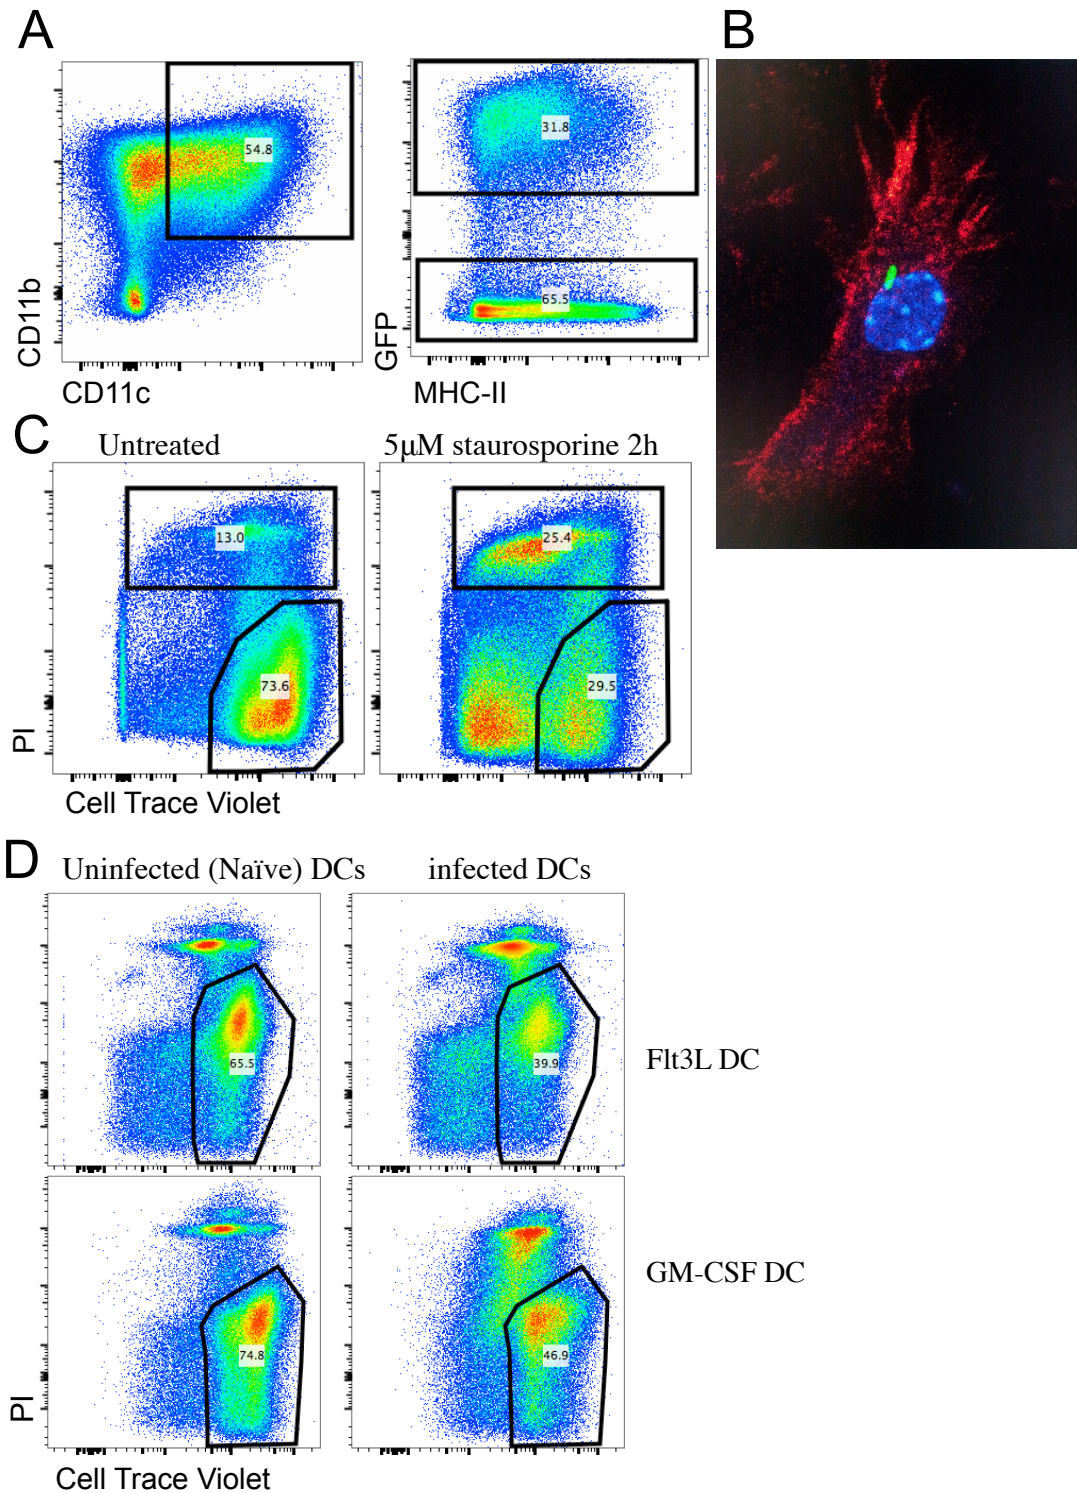 A
B
54.8
31.8
65.5
CD11b
GFP
CD11c
MHC-II
C
Untreated
5μM staurosporine 2h
13.0
25.4
73.6
29.5
PI
Cell Trace Violet
D
Uninfected (Naïve) DCs
infected DCs
65.5
39.9
Flt3L DC
74.8
46.9
GM-CSF DC
PI
Cell Trace Violet